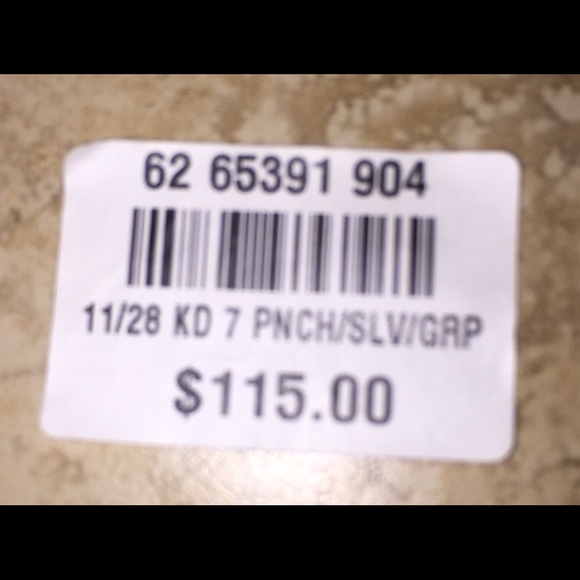 62 65391 904
11/28 KD 7 PNCH/SLV/GRP
$115.00